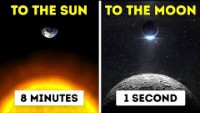 TO THE SUN
TO THE MOON
8 MINUTES
1 SECOND